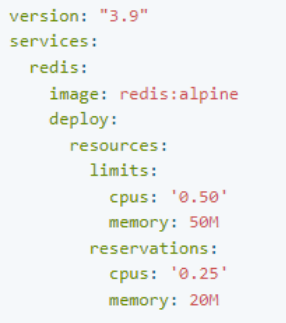 version: "3.9"
services:
  redis:
    image: redis:alpine
    deploy:
      resources:
        limits:
          cpus: '0.50'
          memory: 50M
        reservations:
          cpus: '0.25'
          memory: 20M